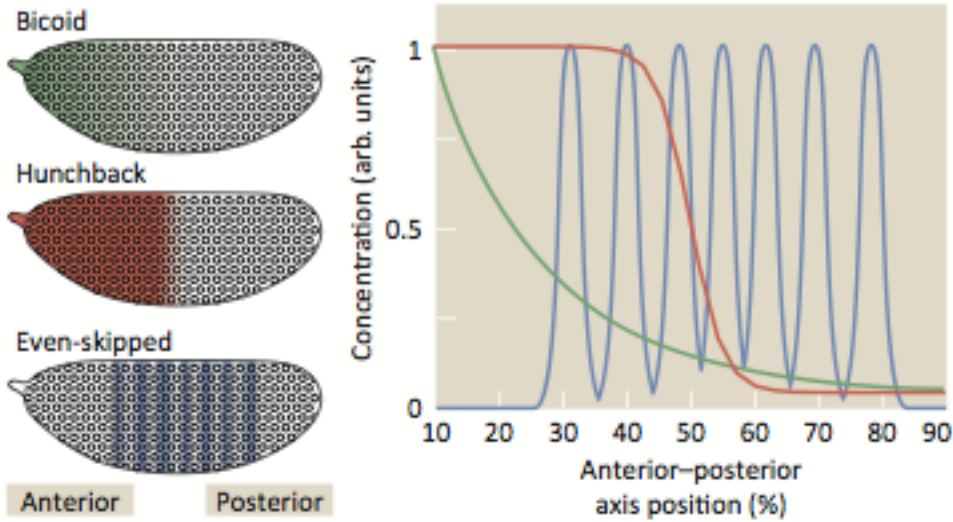 Bicoid
Hunchback
Even-skipped
Anterior
Posterior
Concentration (arb. units)
1
0.5
0
10 20 30 40 50 60 70 80 90
Anterior–posterior
axis position (%)